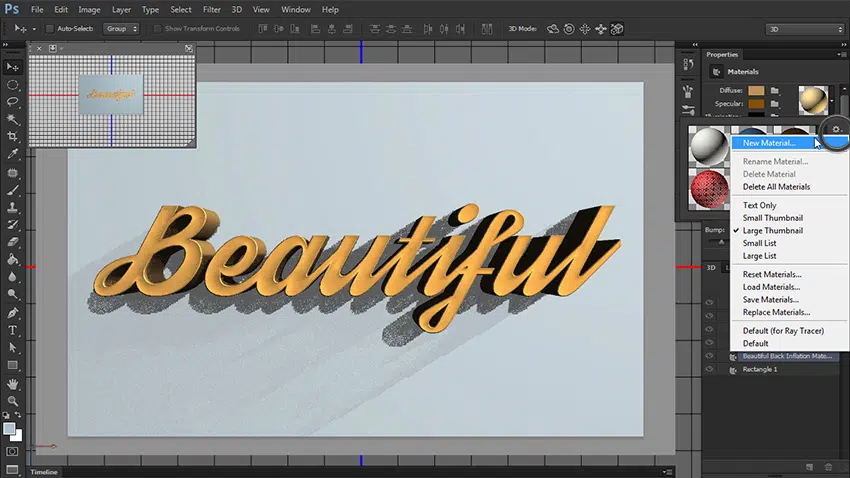 Ps File Edit Image Layer Type Select Filter 3D View Window Help
Auto-Select: Group Show Transform Controls 3D Mode: 3D
Properties
Materials
Diffuse:
Specular:
New Material...
Rename Material...
Delete Material
Delete All Materials
Text Only
Small Thumbnail
Large Thumbnail
Small List
Large List
Reset Materials...
Load Materials...
Save Materials...
Replace Materials...
Default (for Ray Tracer)
Default
Bump:
3D
Beautiful Back Inflation Mate...
Rectangle 1
Beautiful
Beautiful
T
Timeline